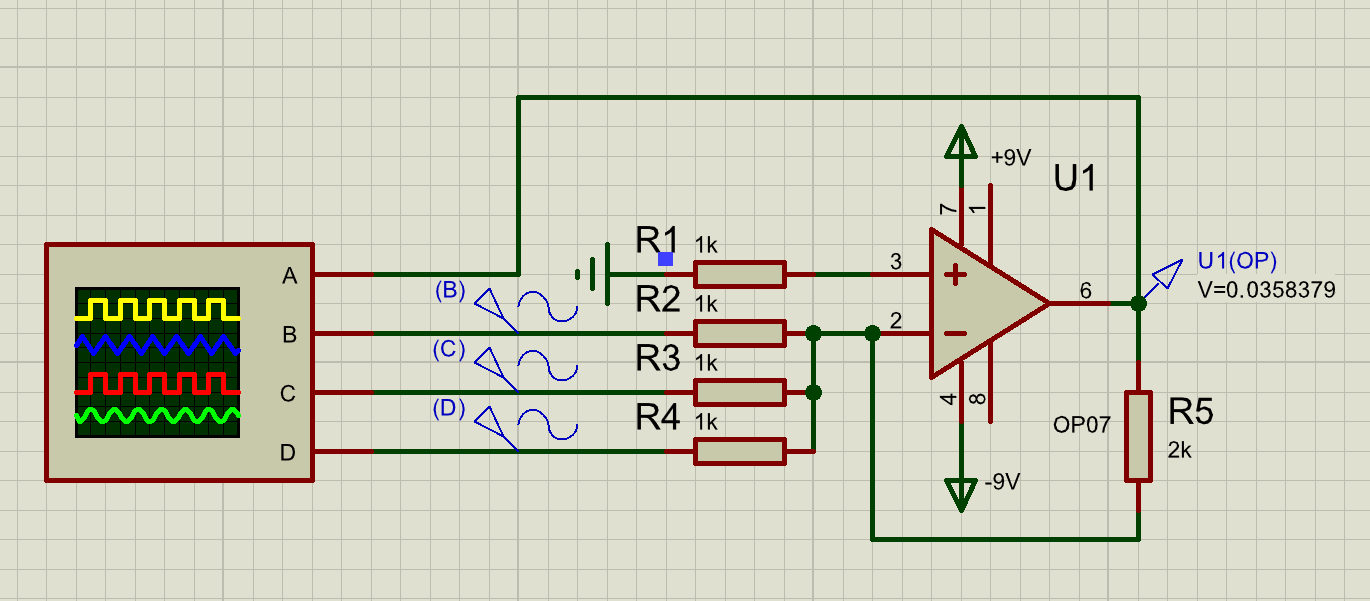 +9V
U1
7
1
R1
1k
A
(B)
3
U1(OP)
V=0.0358379
6
R2
1k
B
2
(C)
R3
1k
C
(D)
R4
1k
4
8
OP07
R5
2k
D
-9V